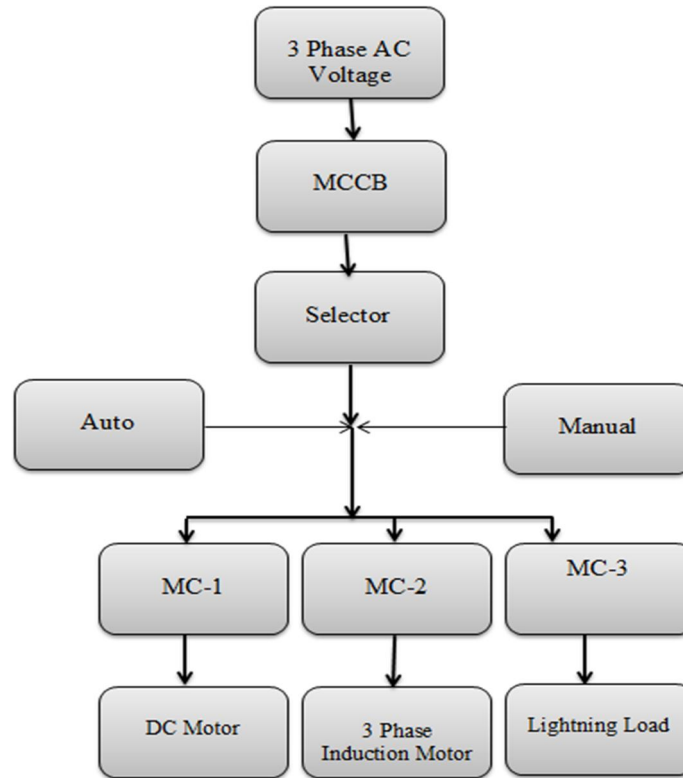 3 Phase AC
Voltage
MCCB
Selector
Auto
Manual
MC-1
MC-2
MC-3
DC Motor
3 Phase
Induction Motor
Lightning Load